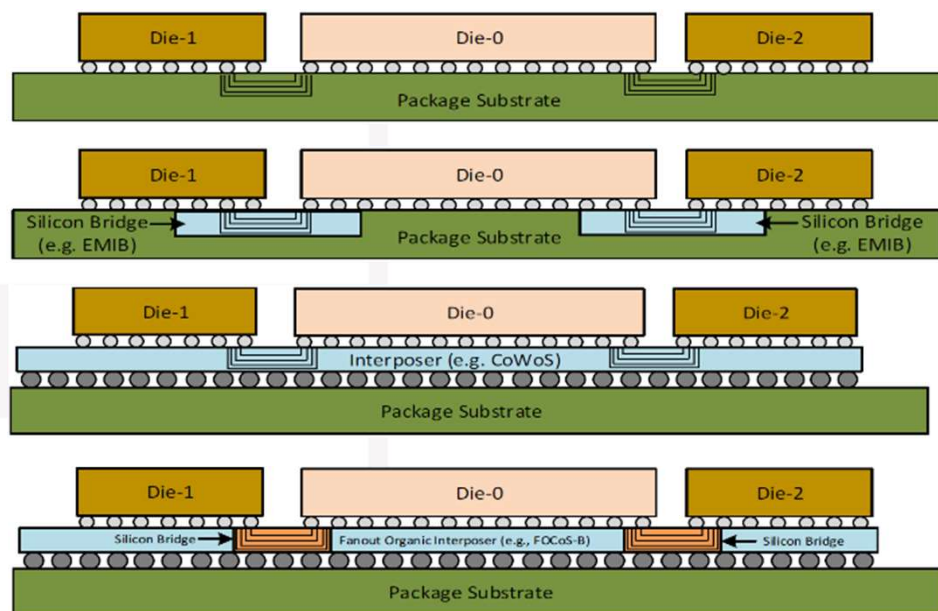 Die-1
Die-0
Die-2
Package Substrate
Die-1
Die-0
Die-2
Silicon Bridge
(e.g. EMIB)
Package Substrate
Silicon Bridge
(e.g. EMIB)
Die-1
Die-0
Die-2
Interposer (e.g. CoWoS)
Package Substrate
Die-1
Die-0
Die-2
Silicon Bridge
Fanout Organic Interposer (e.g., FOCoS-B)
Silicon Bridge
Package Substrate